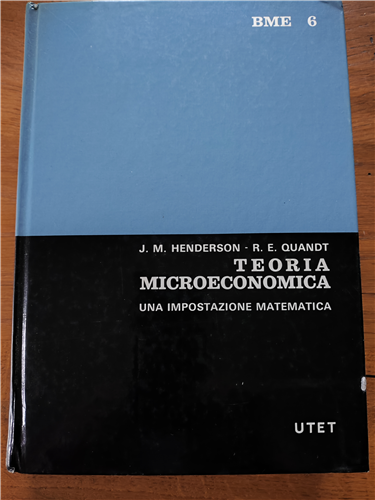 BME 6
J. M. HENDERSON - R. E. QUANDT
TEORIA
MICROECONOMICA
UNA IMPOSTAZIONE MATEMATICA
UTET